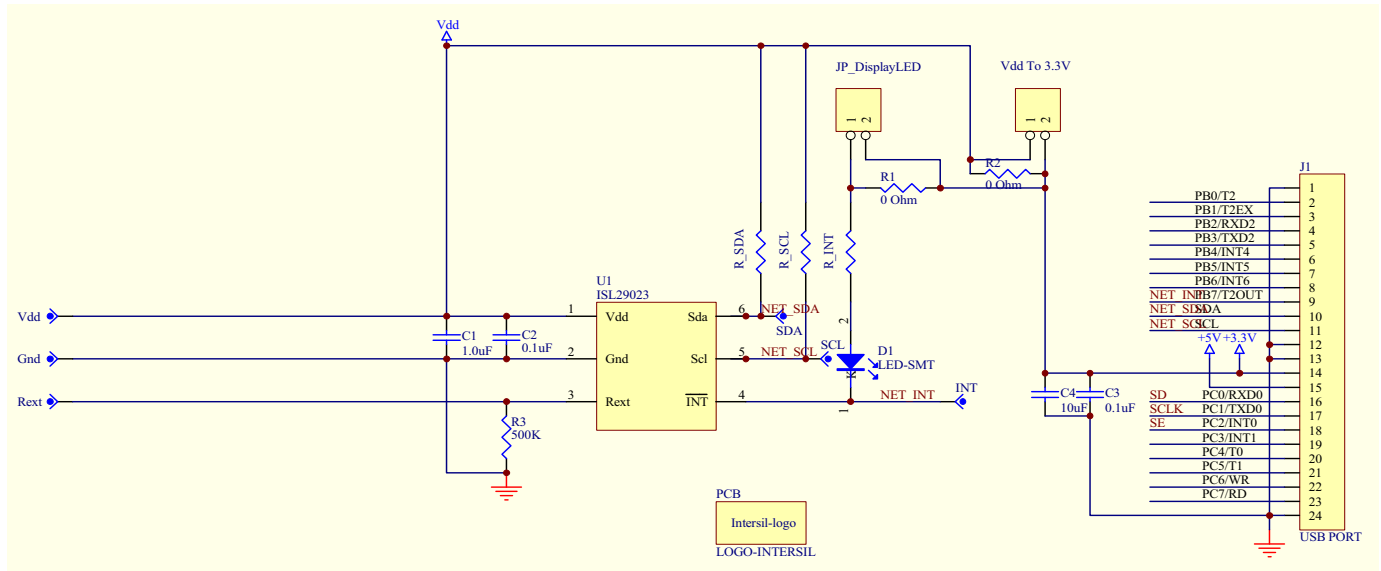 Vdd
JP_DisplayLED
Vdd To 3.3V
1
2
1
2
R1
0 Ohm
R2
0 Ohm
R_SDA
R_SCL
R_INT
U1
ISL29023
Vdd
1
Vdd
Sda
6
NET_SDA
SDA
C1
1.0uF
C2
0.1uF
Gnd
2
Gnd
Scl
5
NET_SCL
SCL
2
D1
LED-SMT
K
1
Rext
3
Rext
INT
4
NET_INT
INT
R3
500K
PCB
Intersil-logo
LOGO-INTERSIL
C4
10uF
C3
0.1uF
J1
1
PB0/T2 2
PB1/T2EX 3
PB2/RXD2 4
PB3/TXD2 5
PB4/INT4 6
PB5/INT5 7
PB6/INT6 8
NET_INT PB7/T2OUT 9
NET_SDA SDA 10
NET_SCL SCL 11
+5V +3.3V 12
13
14
15
SD PC0/RXD0 16
SCLK PC1/TXD0 17
SE PC2/INT0 18
PC3/INT1 19
PC4/T0 20
PC5/T1 21
PC6/WR 22
PC7/RD 23
24
USB PORT